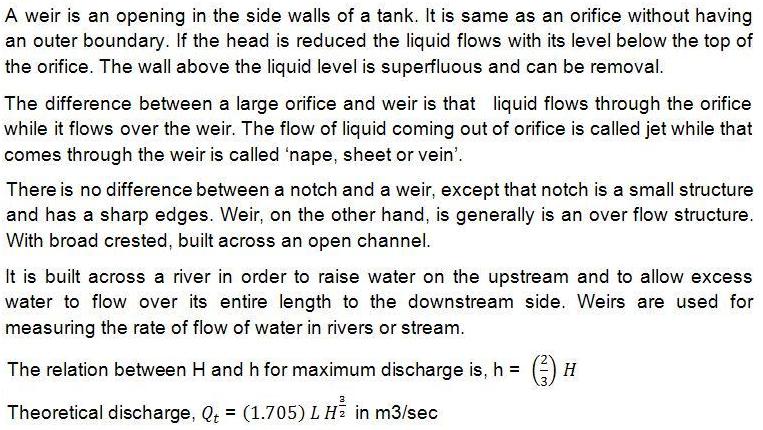 A weir is an opening in the side walls of a tank. It is same as an orifice without having
an outer boundary. If the head is reduced the liquid flows with its level below the top of
the orifice. The wall above the liquid level is superfluous and can be removal.
The difference between a large orifice and weir is that liquid flows through the orifice
while it flows over the weir. The flow of liquid coming out of orifice is called jet while that
comes through the weir is called ‘nape, sheet or vein’.
There is no difference between a notch and a weir, except that notch is a small structure
and has a sharp edges. Weir, on the other hand, is generally is an over flow structure.
With broad crested, built across an open channel.
It is built across a river in order to raise water on the upstream and to allow excess
water to flow over its entire length to the downstream side. Weirs are used for
measuring the rate of flow of water in rivers or stream.
The relation between H and h for maximum discharge is, h = (2/3) H
Theoretical discharge, Qₜ = (1.705) L H^(3/2) in m3/sec